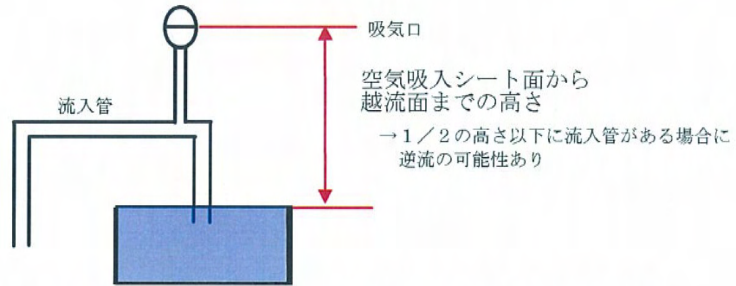 吸気口
空気吸入シート面から
越流面までの高さ
流入管
→1/2の高さ以下に流入管がある場合に
逆流の可能性あり